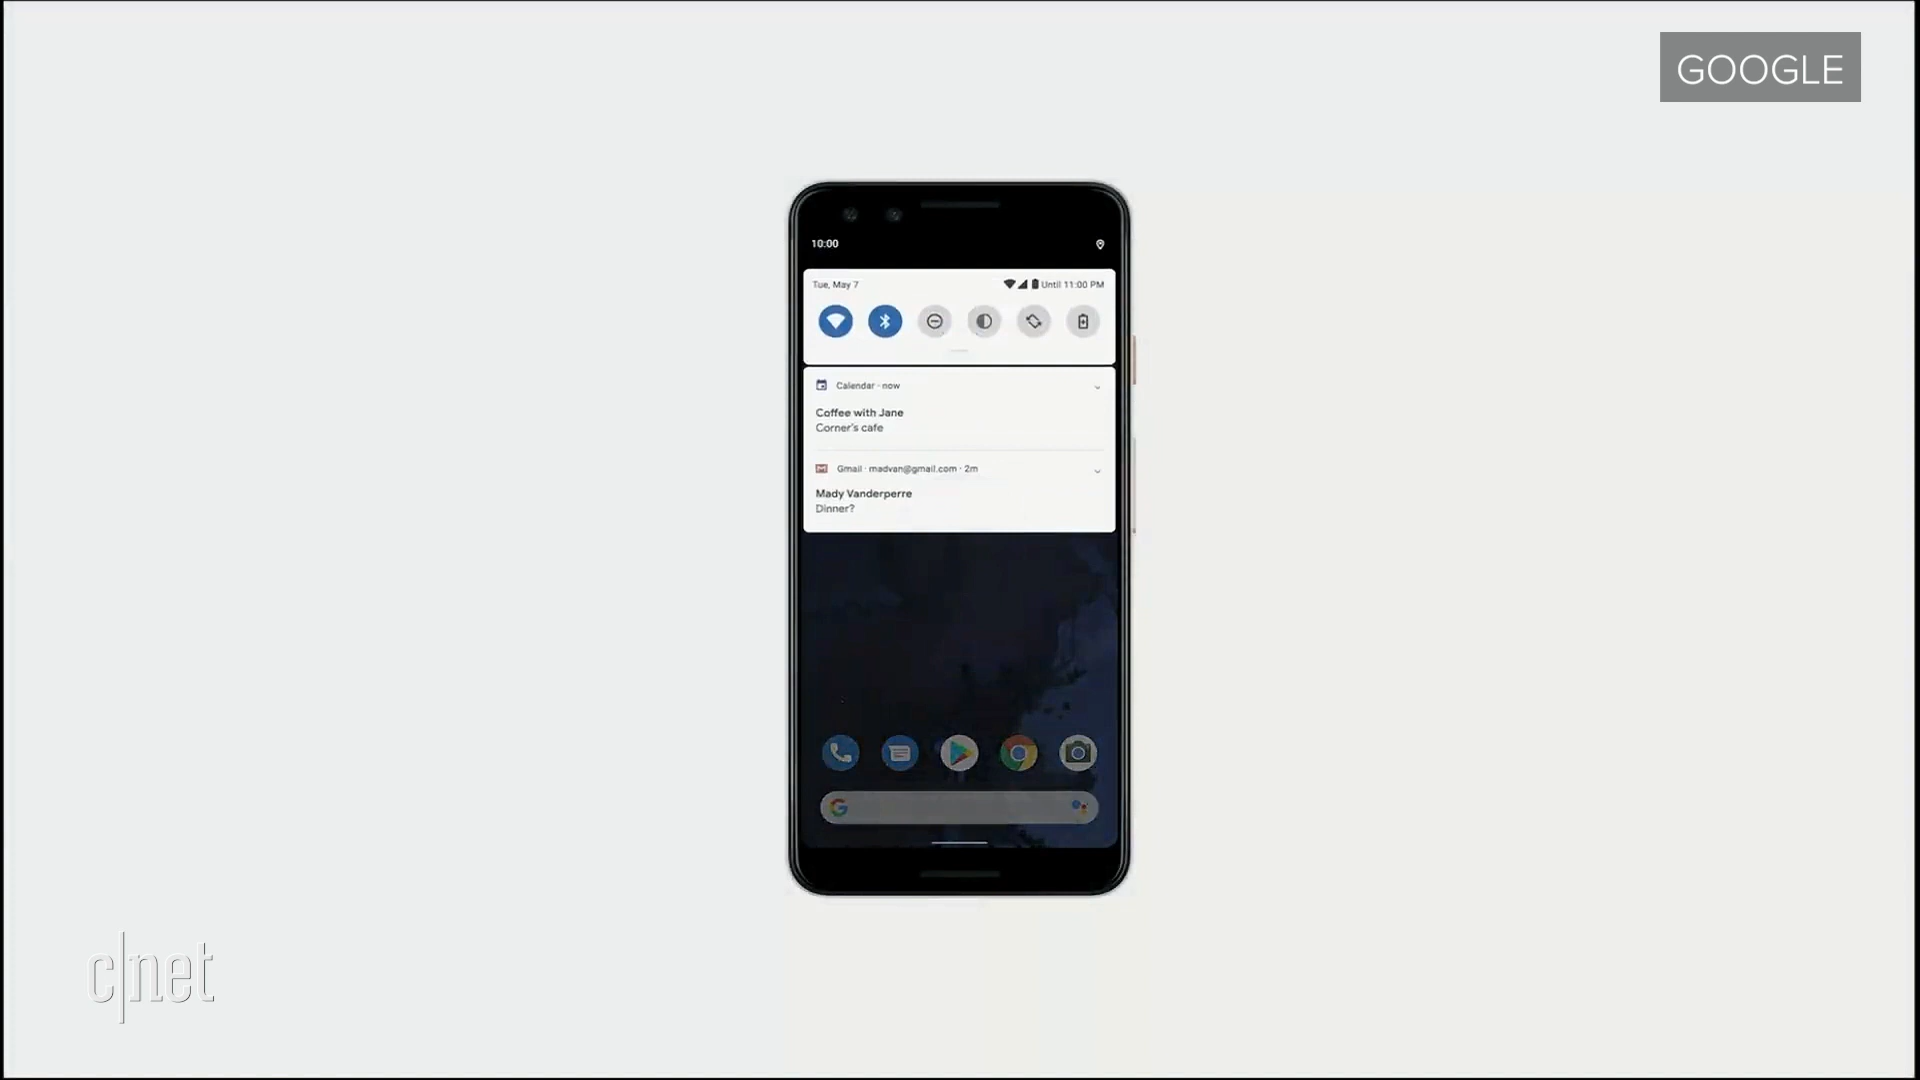 GOOGLE
10:00
Tue, May 7
Until 11:00 PM
Calendar · now
Coffee with Jane
Corner's cafe
Gmail · madvan@gmail.com · 2m
Mady Vanderperre
Dinner?
G
c|net